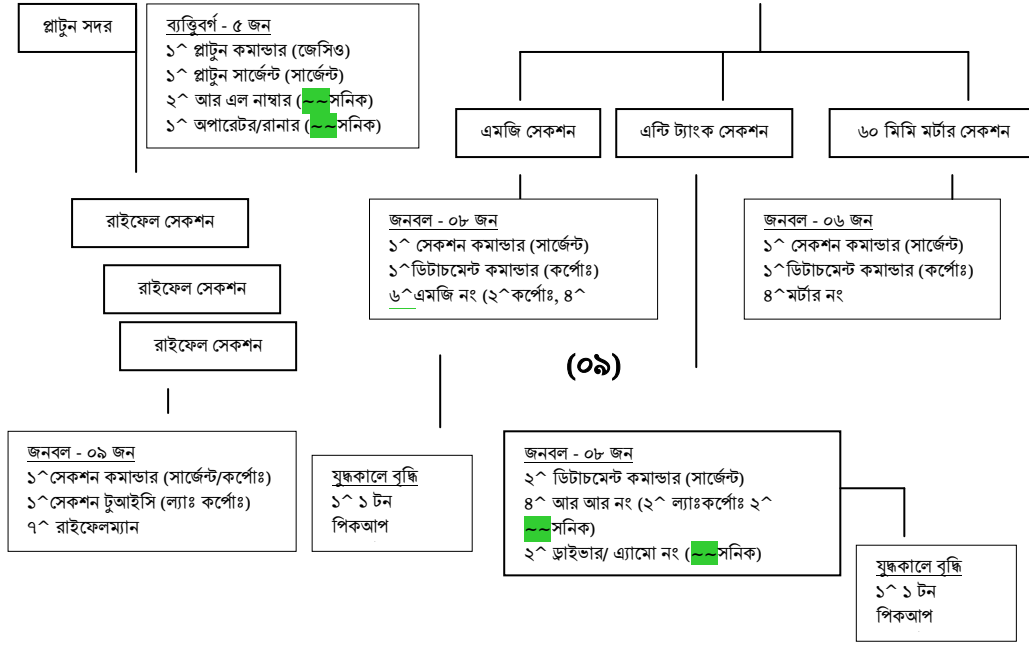 প্লাটুন সদর
ব্যক্তিবর্গ - ৫ জন
১^ প্লাটুন কমান্ডার (জেসিও)
১^ প্লাটুন সার্জেন্ট (সার্জেন্ট)
২^ আর এল নাম্বার (~~সনিক)
১^ অপারেটর/রানার (~~সনিক)
এমজি সেকশন
এন্টি ট্যাংক সেকশন
৬০ মিমি মর্টার সেকশন
রাইফেল সেকশন
রাইফেল সেকশন
রাইফেল সেকশন
জনবল - ০৮ জন
১^ সেকশন কমান্ডার (সার্জেন্ট)
১^ডিটাচমেন্ট কমান্ডার (কর্পোঃ)
৬^এমজি নং (২^কর্পোঃ, ৪^
জনবল - ০৬ জন
১^ সেকশন কমান্ডার (সার্জেন্ট)
১^ডিটাচমেন্ট কমান্ডার (কর্পোঃ)
৪^মর্টার নং
(০৯)
জনবল - ০৯ জন
১^সেকশন কমান্ডার (সার্জেন্ট/কর্পোঃ)
১^সেকশন টুআইসি (ল্যাঃ কর্পোঃ)
৭^ রাইফেলম্যান
যুদ্ধকালে বৃদ্ধি
১^ ১ টন
পিকআপ
জনবল - ০৮ জন
২^ ডিটাচমেন্ট কমান্ডার (সার্জেন্ট)
৪^ আর আর নং (২^ ল্যাঃকর্পোঃ ২^
~~সনিক)
২^ ড্রাইভার/ এ্যামো নং (~~সনিক)
যুদ্ধকালে বৃদ্ধি
১^ ১ টন
পিকআপ